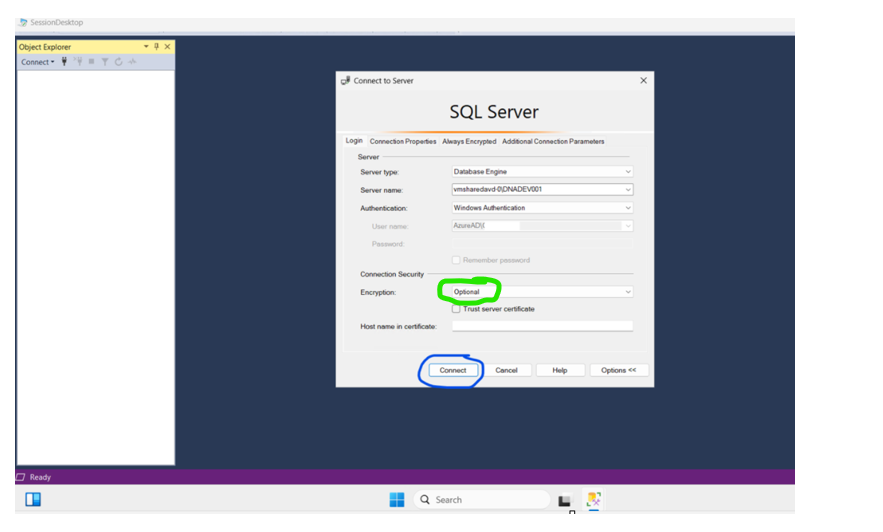 SessionDesktop
Object Explorer
Connect
Connect to Server
SQL Server
Login Connection Properties Always Encrypted Additional Connection Parameters
Server
Server type: Database Engine
Server name: vmsharedavd-0\DNADEV001
Authentication: Windows Authentication
User name: AzureAD\
Password:
Remember password
Connection Security
Encryption: Optional
Trust server certificate
Host name in certificate:
Connect Cancel Help Options <<
Ready
Search